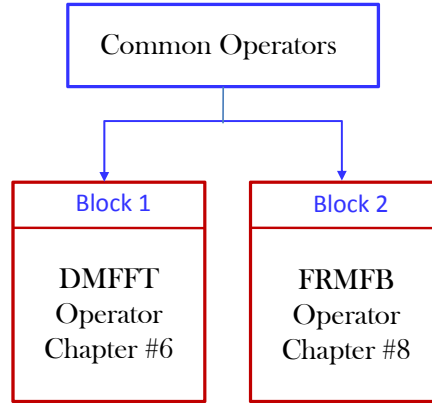 Common Operators
Block 1
DMFFT
Operator
Chapter #6
Block 2
FRMFB
Operator
Chapter #8